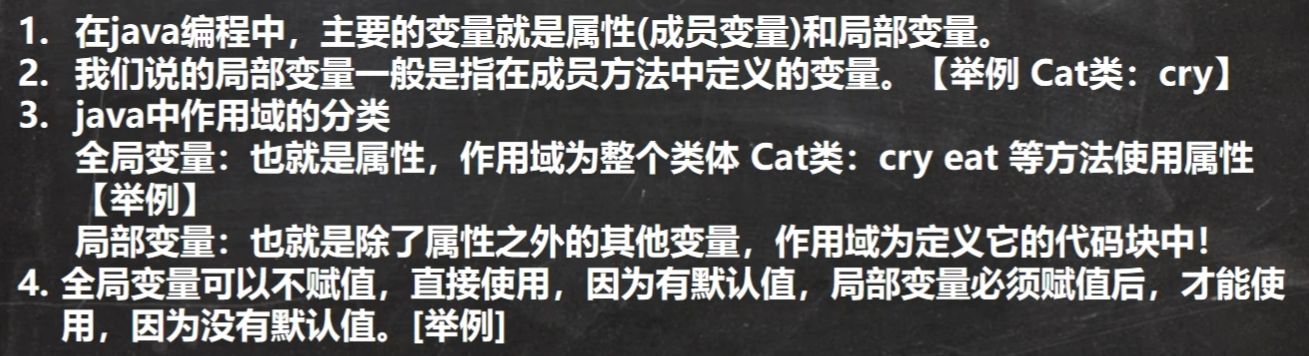 1. 在java编程中，主要的变量就是属性(成员变量)和局部变量。
2. 我们说的局部变量一般是指在成员方法中定义的变量。【举例 Cat类：cry】
3. java中作用域的分类
全局变量：也就是属性，作用域为整个类体 Cat类：cry eat 等方法使用属性
【举例】
局部变量：也就是除了属性之外的其他变量，作用域为定义它的代码块中！
4. 全局变量可以不赋值，直接使用，因为有默认值，局部变量必须赋值后，才能使
用，因为没有默认值。[举例]